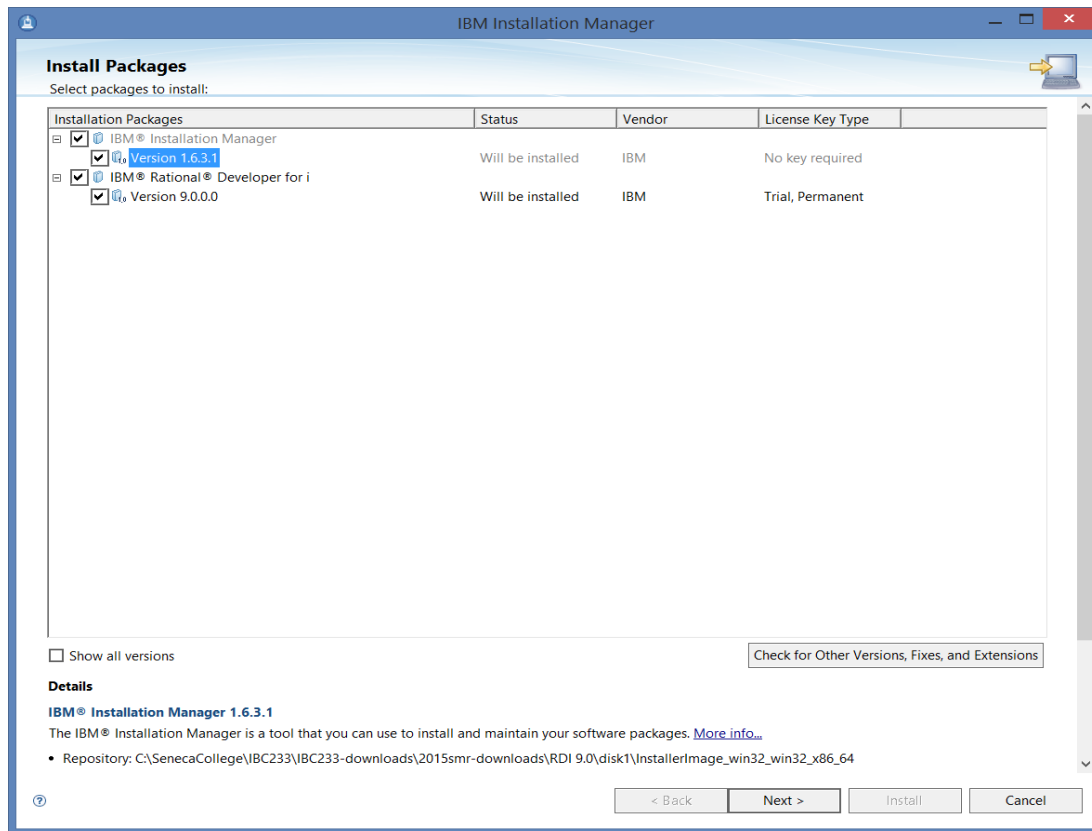 IBM Installation Manager
Install Packages
Select packages to install:
Installation Packages Status Vendor License Key Type
IBM® Installation Manager
Version 1.6.3.1 Will be installed IBM No key required
IBM® Rational® Developer for i
Version 9.0.0.0 Will be installed IBM Trial, Permanent
Show all versions Check for Other Versions, Fixes, and Extensions
Details
IBM® Installation Manager 1.6.3.1
The IBM® Installation Manager is a tool that you can use to install and maintain your software packages. More info...
• Repository: C:\SenecaCollege\IBC233\IBC233-downloads\2015smr-downloads\RDI 9.0\disk1\InstallerImage_win32_win32_x86_64
? < Back Next > Install Cancel